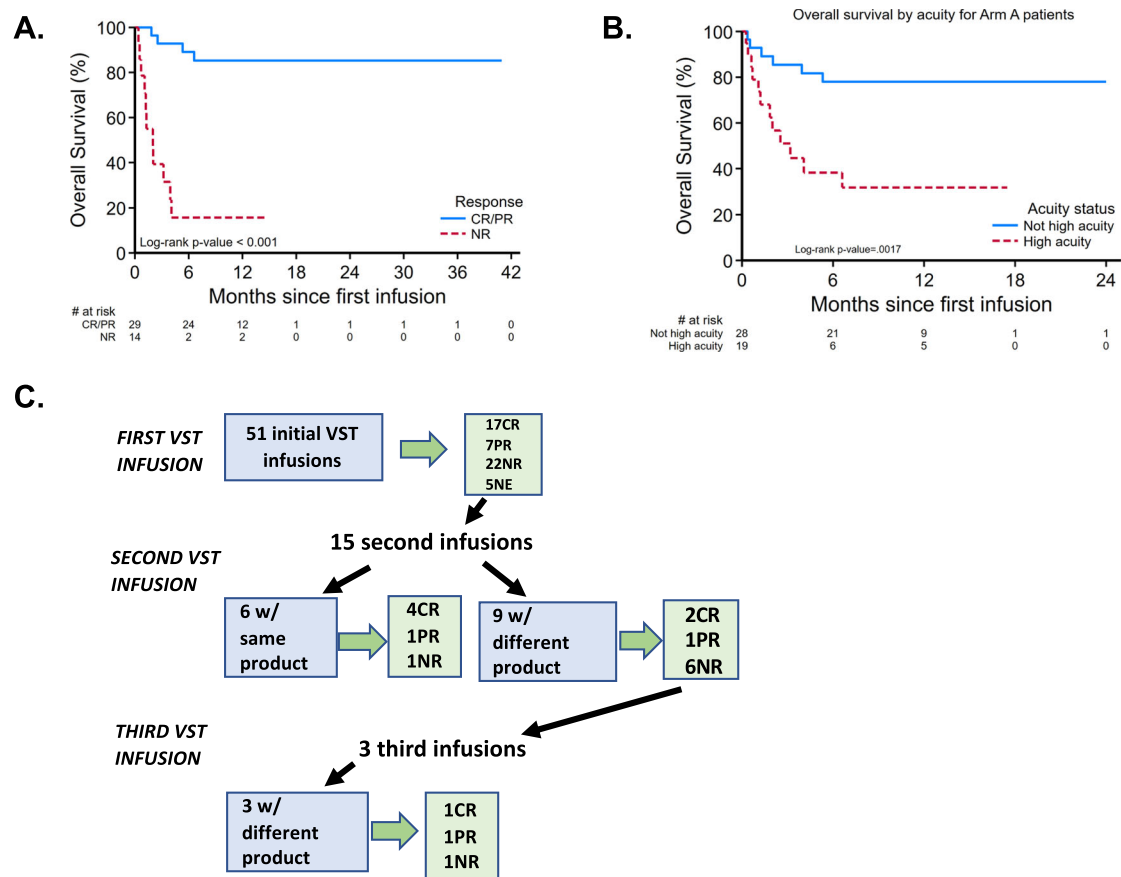 A.
Overall Survival (%)
100
80
60
40
20
0
Log-rank p-value < 0.001
Response
CR/PR
NR
0 6 12 18 24 30 36 42
Months since first infusion
# at risk
CR/PR 29 24 12 1 1 1 1 0
NR 14 2 2 0 0 0 0 0
B.
Overall survival by acuity for Arm A patients
Overall Survival (%)
100
80
60
40
20
0
Log-rank p-value=.0017
Acuity status
Not high acuity
High acuity
0 6 12 18 24
Months since first infusion
# at risk
Not high acuity 28 21 9 1 1
High acuity 19 6 5 0 0
C.
FIRST VST
INFUSION
51 initial VST
infusions
17CR
7PR
22NR
5NE
15 second infusions
SECOND VST
INFUSION
6 w/
same
product
4CR
1PR
1NR
9 w/
different
product
2CR
1PR
6NR
THIRD VST
INFUSION
3 third infusions
3 w/
different
product
1CR
1PR
1NR